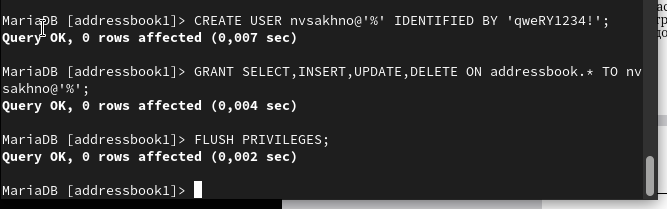 MariaDB [addressbook1]> CREATE USER nvsakhno@'%' IDENTIFIED BY 'qweRY1234!';
Query OK, 0 rows affected (0,007 sec)
MariaDB [addressbook1]> GRANT SELECT,INSERT,UPDATE,DELETE ON addressbook.* TO nv
sakhno@'%';
Query OK, 0 rows affected (0,004 sec)
MariaDB [addressbook1]> FLUSH PRIVILEGES;
Query OK, 0 rows affected (0,002 sec)
MariaDB [addressbook1]>